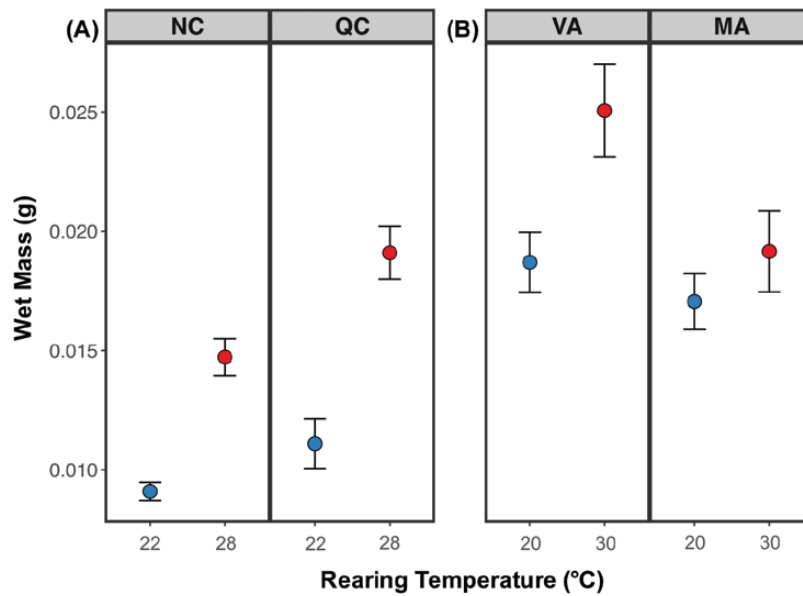 (A) NC QC (B) VA MA
0.025
0.020
0.015
0.010
Wet Mass (g)
22 28 22 28 20 30 20 30
Rearing Temperature (°C)